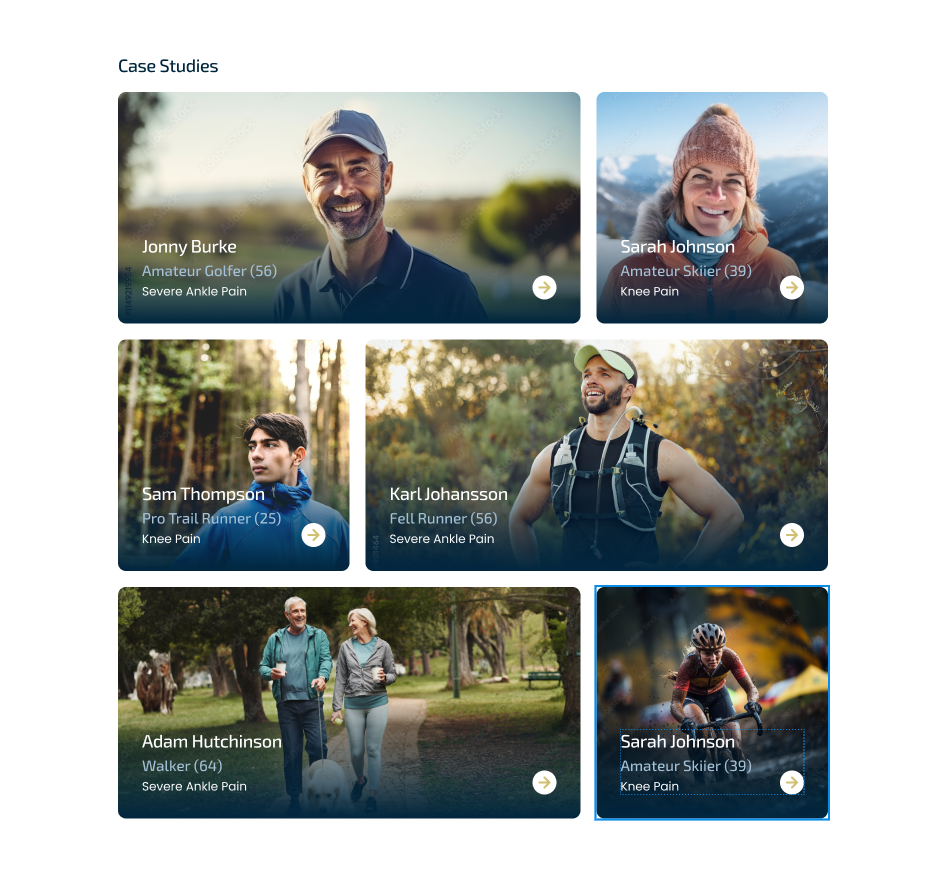 Case Studies
Jonny Burke
Amateur Golfer (56)
Severe Ankle Pain
Sarah Johnson
Amateur Skiier (39)
Knee Pain
Sam Thompson
Pro Trail Runner (25)
Knee Pain
Karl Johansson
Fell Runner (56)
Severe Ankle Pain
Adam Hutchinson
Walker (64)
Severe Ankle Pain
Sarah Johnson
Amateur Skiier (39)
Knee Pain